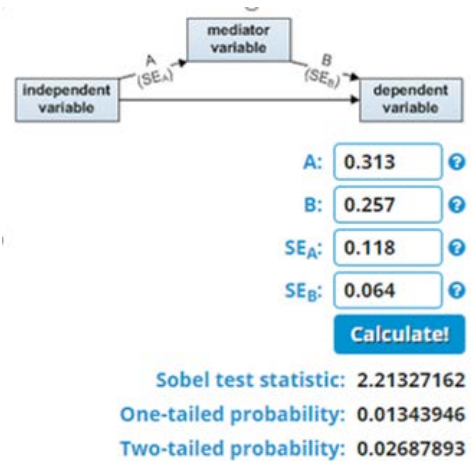 mediator
variable
A
(SEA)
B
(SEB)
independent
variable
dependent
variable
A: 0.313 ?
B: 0.257 ?
SEA: 0.118 ?
SEB: 0.064 ?
Calculate!
Sobel test statistic: 2.21327162
One-tailed probability: 0.01343946
Two-tailed probability: 0.02687893